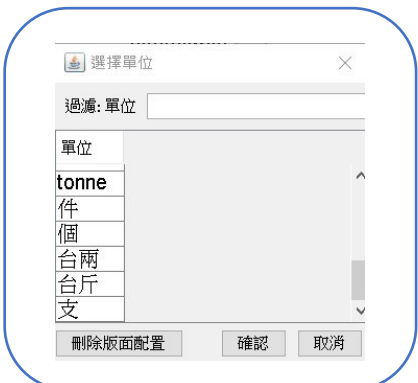 選擇單位
過濾: 單位
單位
tonne
件
個
台兩
台斤
支
刪除版面配置 確認 取消